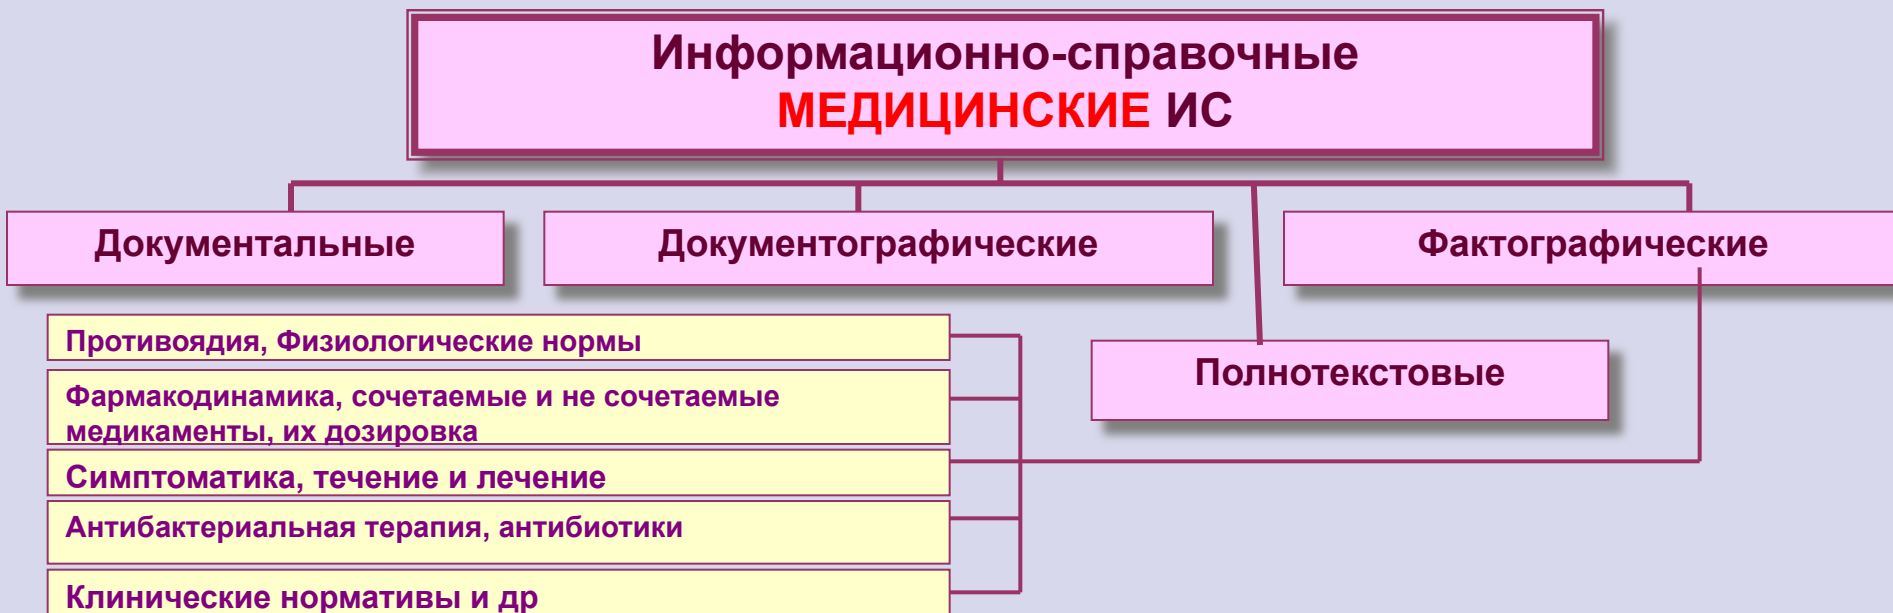 Информационно-справочные
МЕДИЦИНСКИЕ ИС
Документальные
Документографические
Фактографические
Полнотекстовые
Противоядия, Физиологические нормы
Фармакодинамика, сочетаемые и не сочетаемые
медикаменты, их дозировка
Симптоматика, течение и лечение
Антибактериальная терапия, антибиотики
Клинические нормативы и др